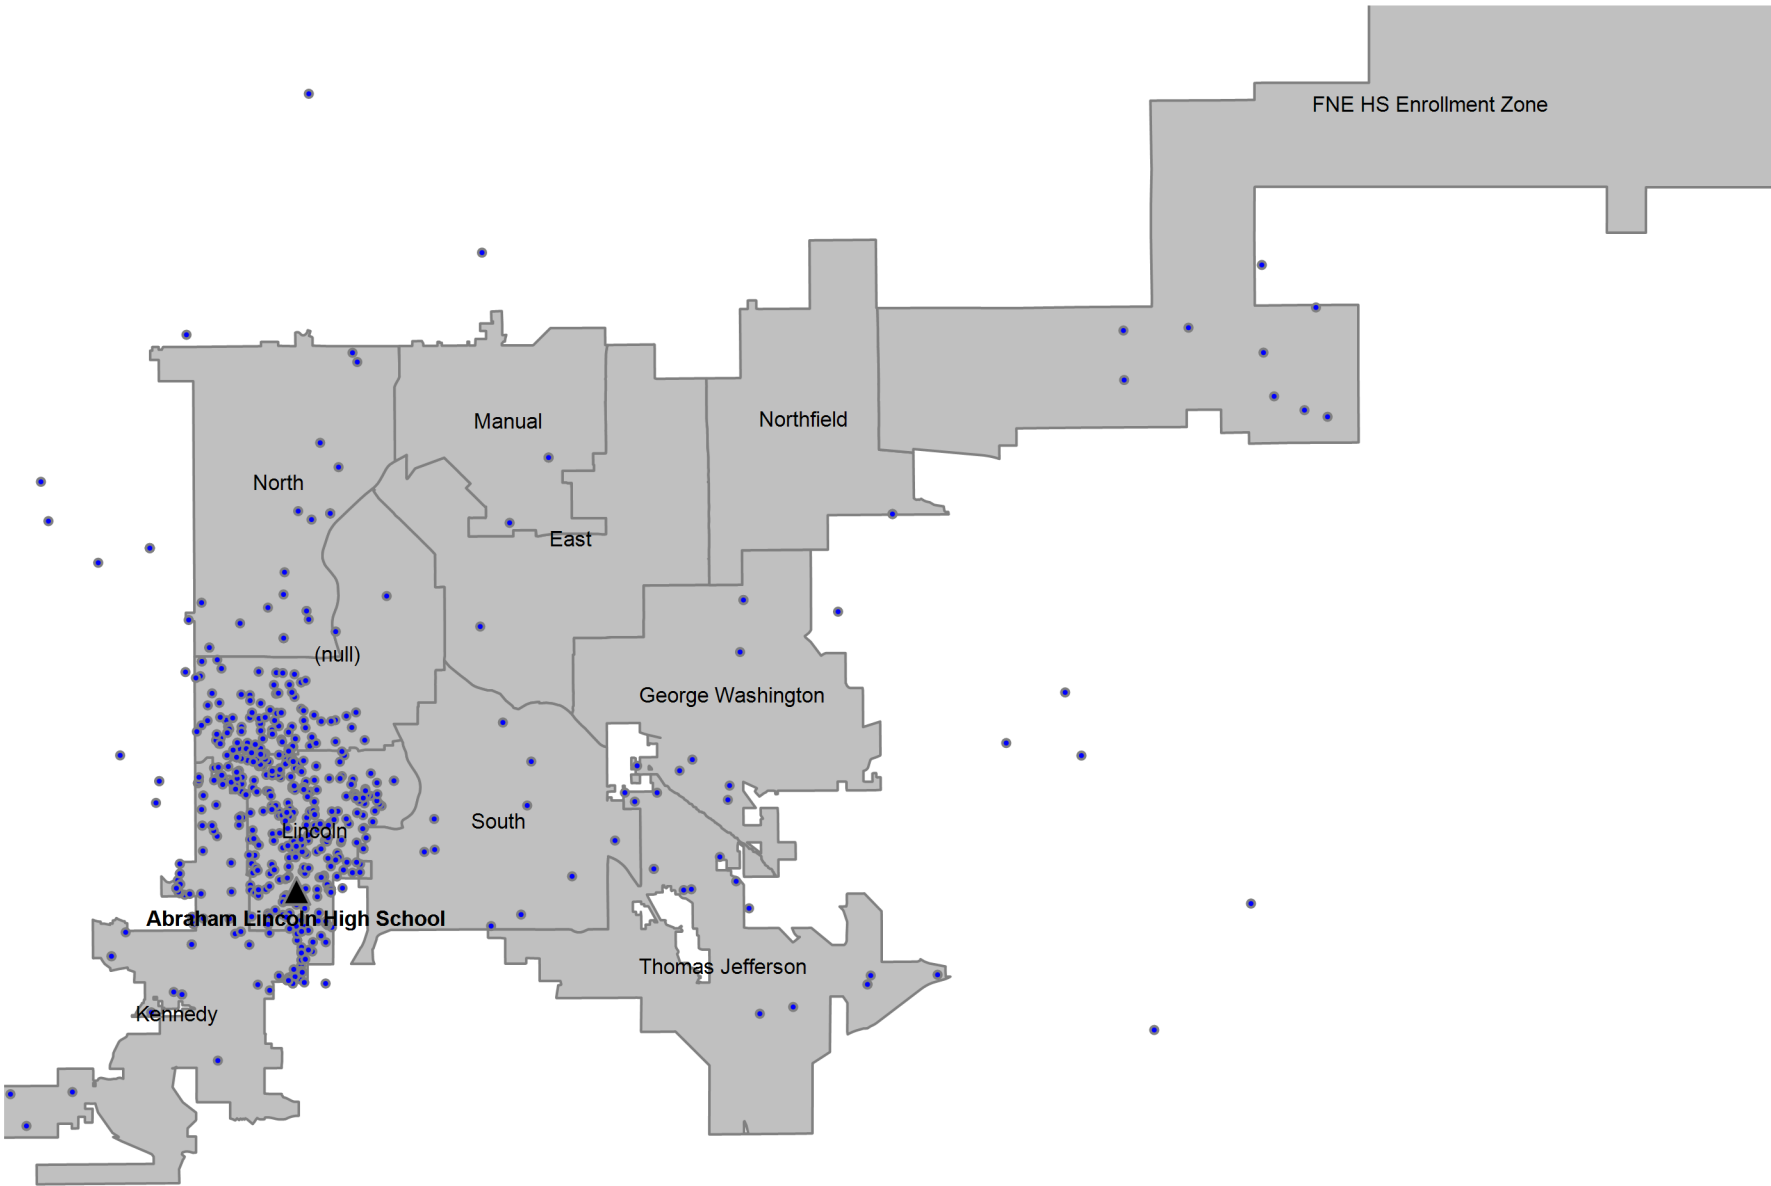 FNE HS Enrollment Zone
Manual
Northfield
North
East
(null)
George Washington
South
Lincoln
Abraham Lincoln High School
Thomas Jefferson
Kennedy